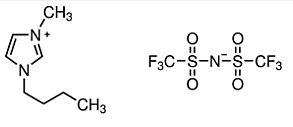 CH₃
N⁺
N
CH₃
O O
F₃C S N⁻ S CF₃
O O